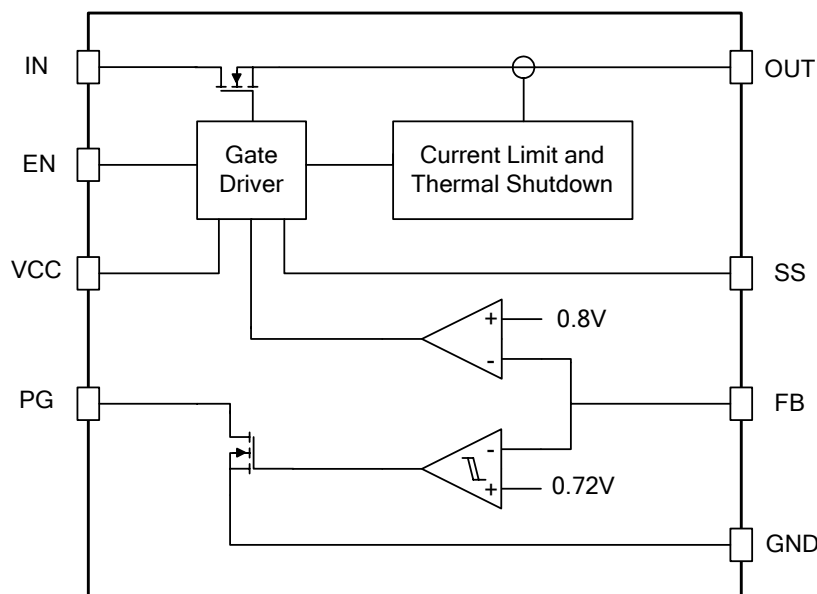 IN
OUT
EN
Gate
Driver
Current Limit and
Thermal Shutdown
VCC
SS
+
0.8V
-
PG
FB
-
+
0.72V
GND